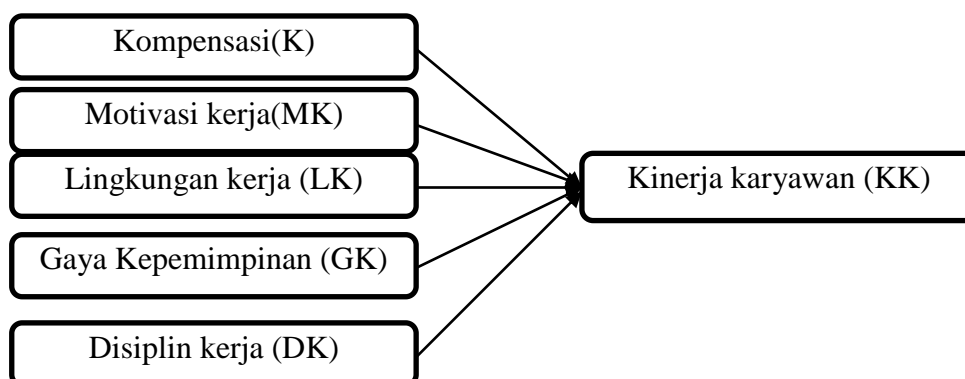 Kompensasi(K)
Motivasi kerja(MK)
Lingkungan kerja (LK)
Kinerja karyawan (KK)
Gaya Kepemimpinan (GK)
Disiplin kerja (DK)